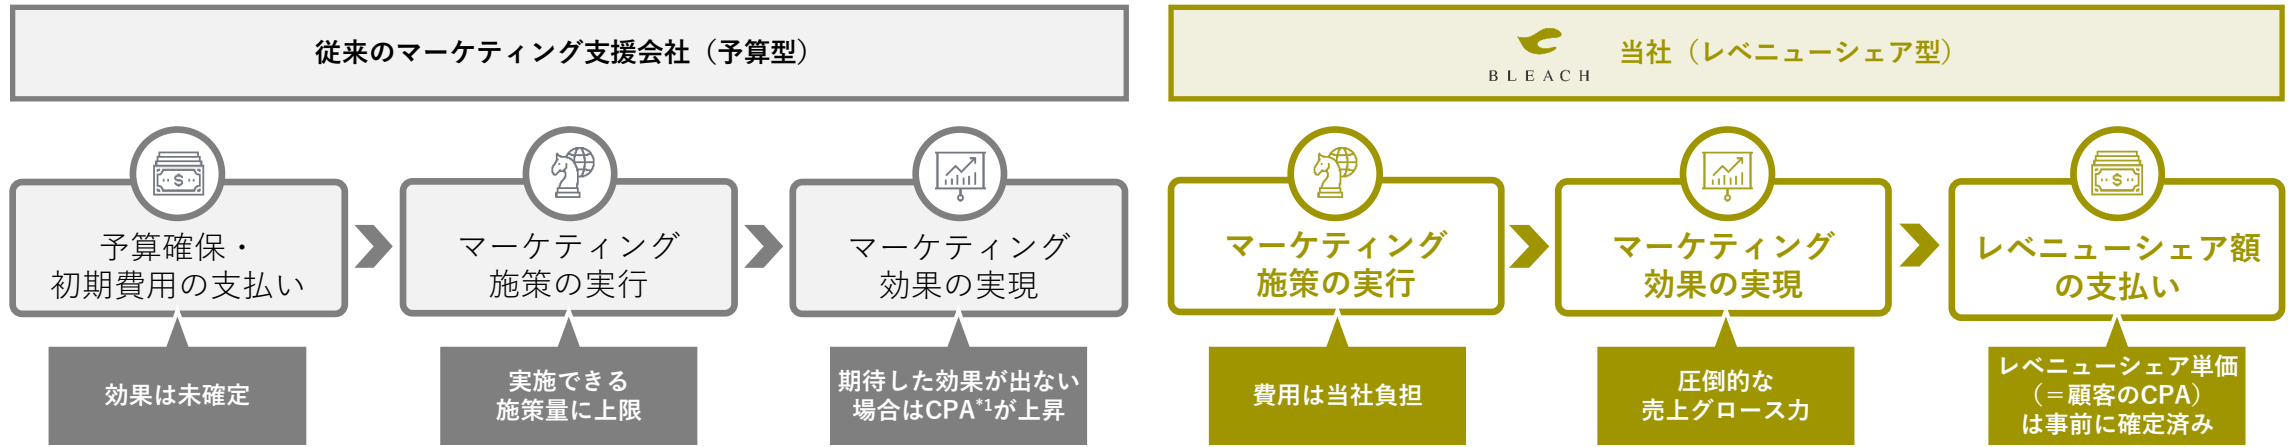 従来のマーケティング支援会社（予算型）
予算確保・
初期費用の支払い
効果は未確定
マーケティング
施策の実行
実施できる
施策量に上限
マーケティング
効果の実現
期待した効果が出ない
場合はCPA*1が上昇
BLEACH
当社（レベニューシェア型）
マーケティング
施策の実行
費用は当社負担
マーケティング
効果の実現
圧倒的な
売上グロース力
レベニューシェア額
の支払い
レベニューシェア単価
（＝顧客のCPA）
は事前に確定済み